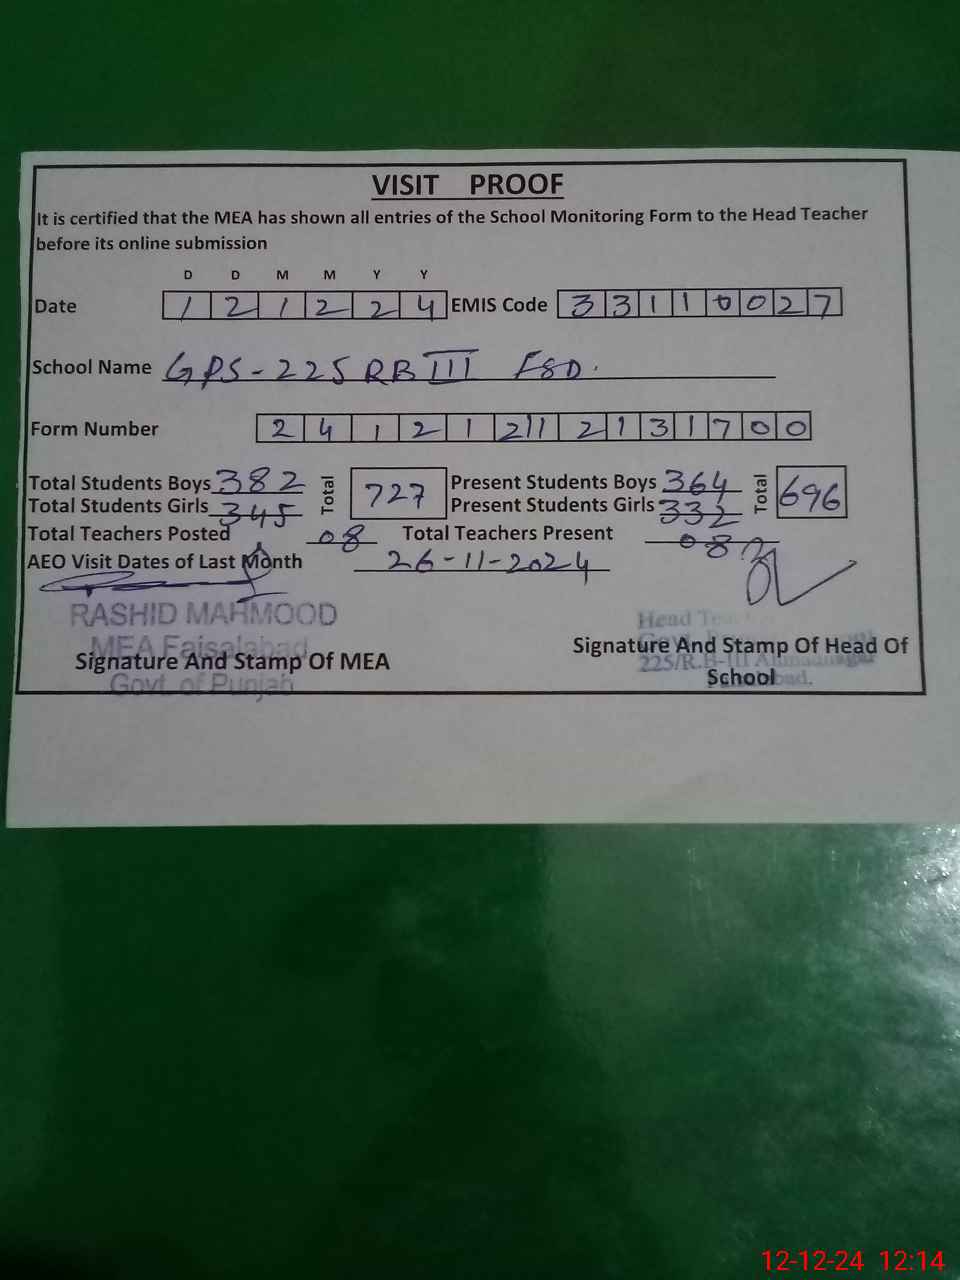 VISIT PROOF
It is certified that the MEA has shown all entries of the School Monitoring Form to the Head Teacher
before its online submission
D D M M Y Y
Date 1 2 1 2 2 4 EMIS Code 3 3 1 1 0 0 2 7
School Name GPS-225 RB III FSD.
Form Number 2 4 1 2 1 2 1 1 2 1 3 1 7 0 0
Total Students Boys 382 Total 727 Present Students Boys 364 Total 696
Total Students Girls 345 Present Students Girls 332
Total Teachers Posted 08 Total Teachers Present 08
AEO Visit Dates of Last Month 26-11-2024
RASHID MAHMOOD
MEA Faisalabad
Signature And Stamp Of MEA
Govt. of Punjab
Head
Govt.
Signature And Stamp Of Head Of
225/R.B-III
School
12-12-24 12:14